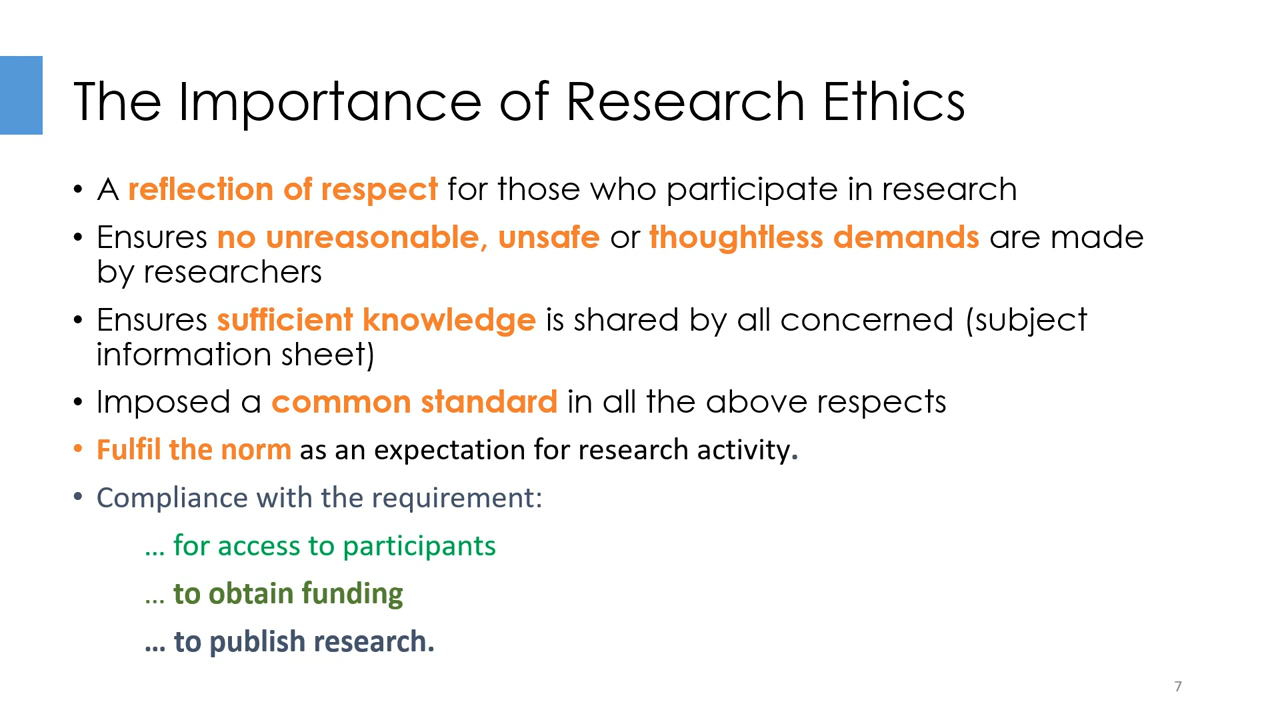 The Importance of Research Ethics
• A reflection of respect for those who participate in research
• Ensures no unreasonable, unsafe or thoughtless demands are made
by researchers
• Ensures sufficient knowledge is shared by all concerned (subject
information sheet)
• Imposed a common standard in all the above respects
• Fulfil the norm as an expectation for research activity.
• Compliance with the requirement:
… for access to participants
… to obtain funding
… to publish research.
7